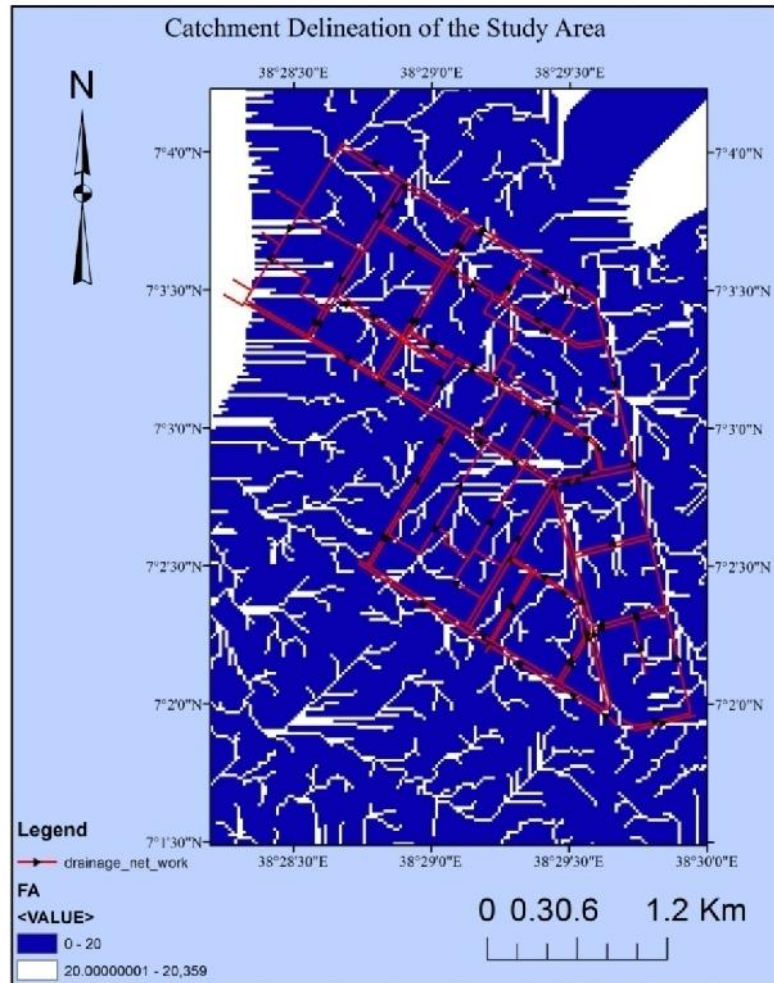 Catchment Delineation of the Study Area
N
38°28'30"E 38°29'0"E 38°29'30"E
7°4'0"N 7°4'0"N
7°3'30"N 7°3'30"N
7°3'0"N 7°3'0"N
7°2'30"N 7°2'30"N
7°2'0"N 7°2'0"N
7°1'30"N
38°28'30"E 38°29'0"E 38°29'30"E 38°30'0"E
Legend
drainage_net_work
FA
<VALUE>
0 - 20
20.00000001 - 20,359
0 0.30.6 1.2 Km